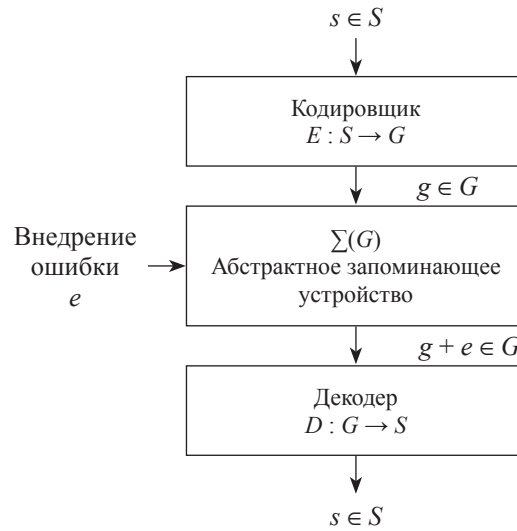 s ∈ S
Кодировщик
E : S → G
g ∈ G
Внедрение
ошибки
e
∑(G)
Абстрактное запоминающее
устройство
g + e ∈ G
Декодер
D : G → S
s ∈ S